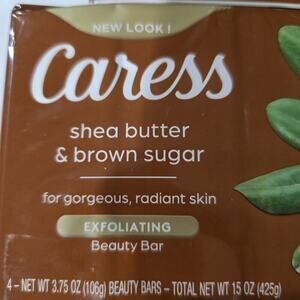 NEW LOOK!
Caress
shea butter
& brown sugar
for gorgeous, radiant skin
EXFOLIATING
Beauty Bar
4 – NET WT 3.75 OZ (106g) BEAUTY BARS – TOTAL NET WT 15 OZ (425g)